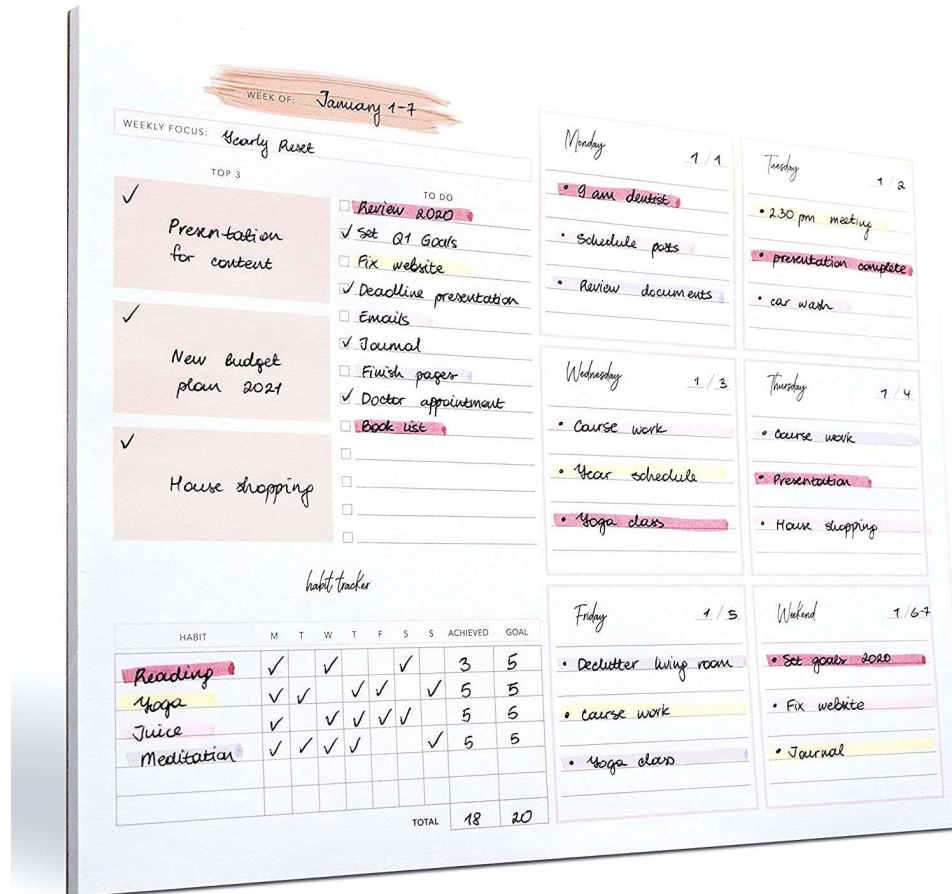 WEEK OF: January 1-7
WEEKLY FOCUS: Yearly Reset
TOP 3
✓
Presentation
for content
✓
New Budget
plan 2021
✓
House shopping
TO DO
Review 2020
✓ Set Q1 Goals
Fix website
✓ Deadline presentation
Emails
✓ Journal
Finish pages
✓ Doctor appointment
Book list
habit tracker
HABIT M T W T F S S ACHIEVED GOAL
Reading ✓ ✓ ✓ 3 5
Yoga ✓ ✓ ✓ ✓ ✓ 5 5
Juice ✓ ✓ ✓ ✓ ✓ 5 5
Meditation ✓ ✓ ✓ ✓ ✓ 5 5
TOTAL 18 20
Monday 1/1
• 9 am dentist
• Schedule posts
• Review documents
Tuesday 1/2
• 2.30 pm meeting
• presentation complete
• car wash
Wednesday 1/3
• Course work
• Year schedule
• Yoga class
Thursday 1/4
• Course work
• Presentation
• House shopping
Friday 1/5
• Declutter living room
• Course work
• Yoga class
Weekend 1/6-7
• Set goals 2020
• Fix website
• Journal